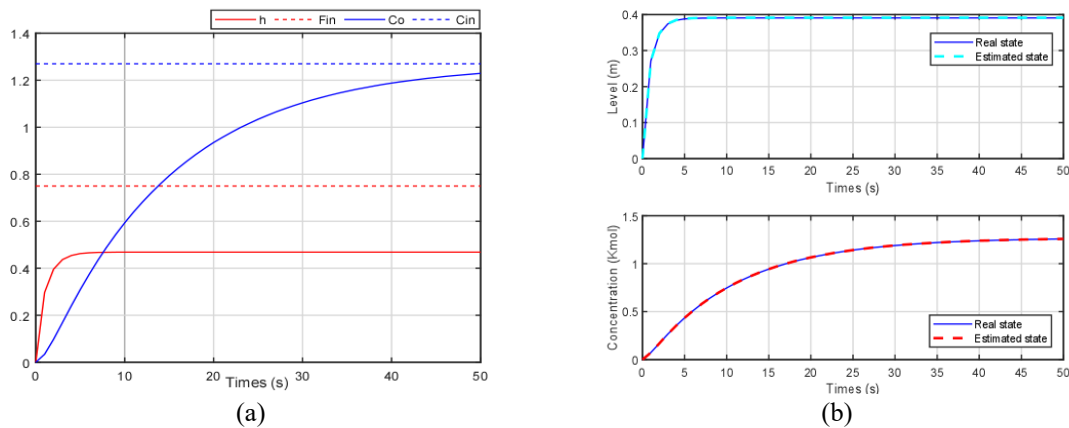 h Fin Co Cin
1.4
1.2
1
0.8
0.6
0.4
0.2
0
0 10 20 30 40 50
Times (s)
(a)
Level (m)
0.4
0.3
0.2
0.1
0
Real state
Estimated state
0 5 10 15 20 25 30 35 40 45 50
Times (s)
Concentration (Kmol)
1.5
1
0.5
0
Real state
Estimated state
0 5 10 15 20 25 30 35 40 45 50
Times (s)
(b)